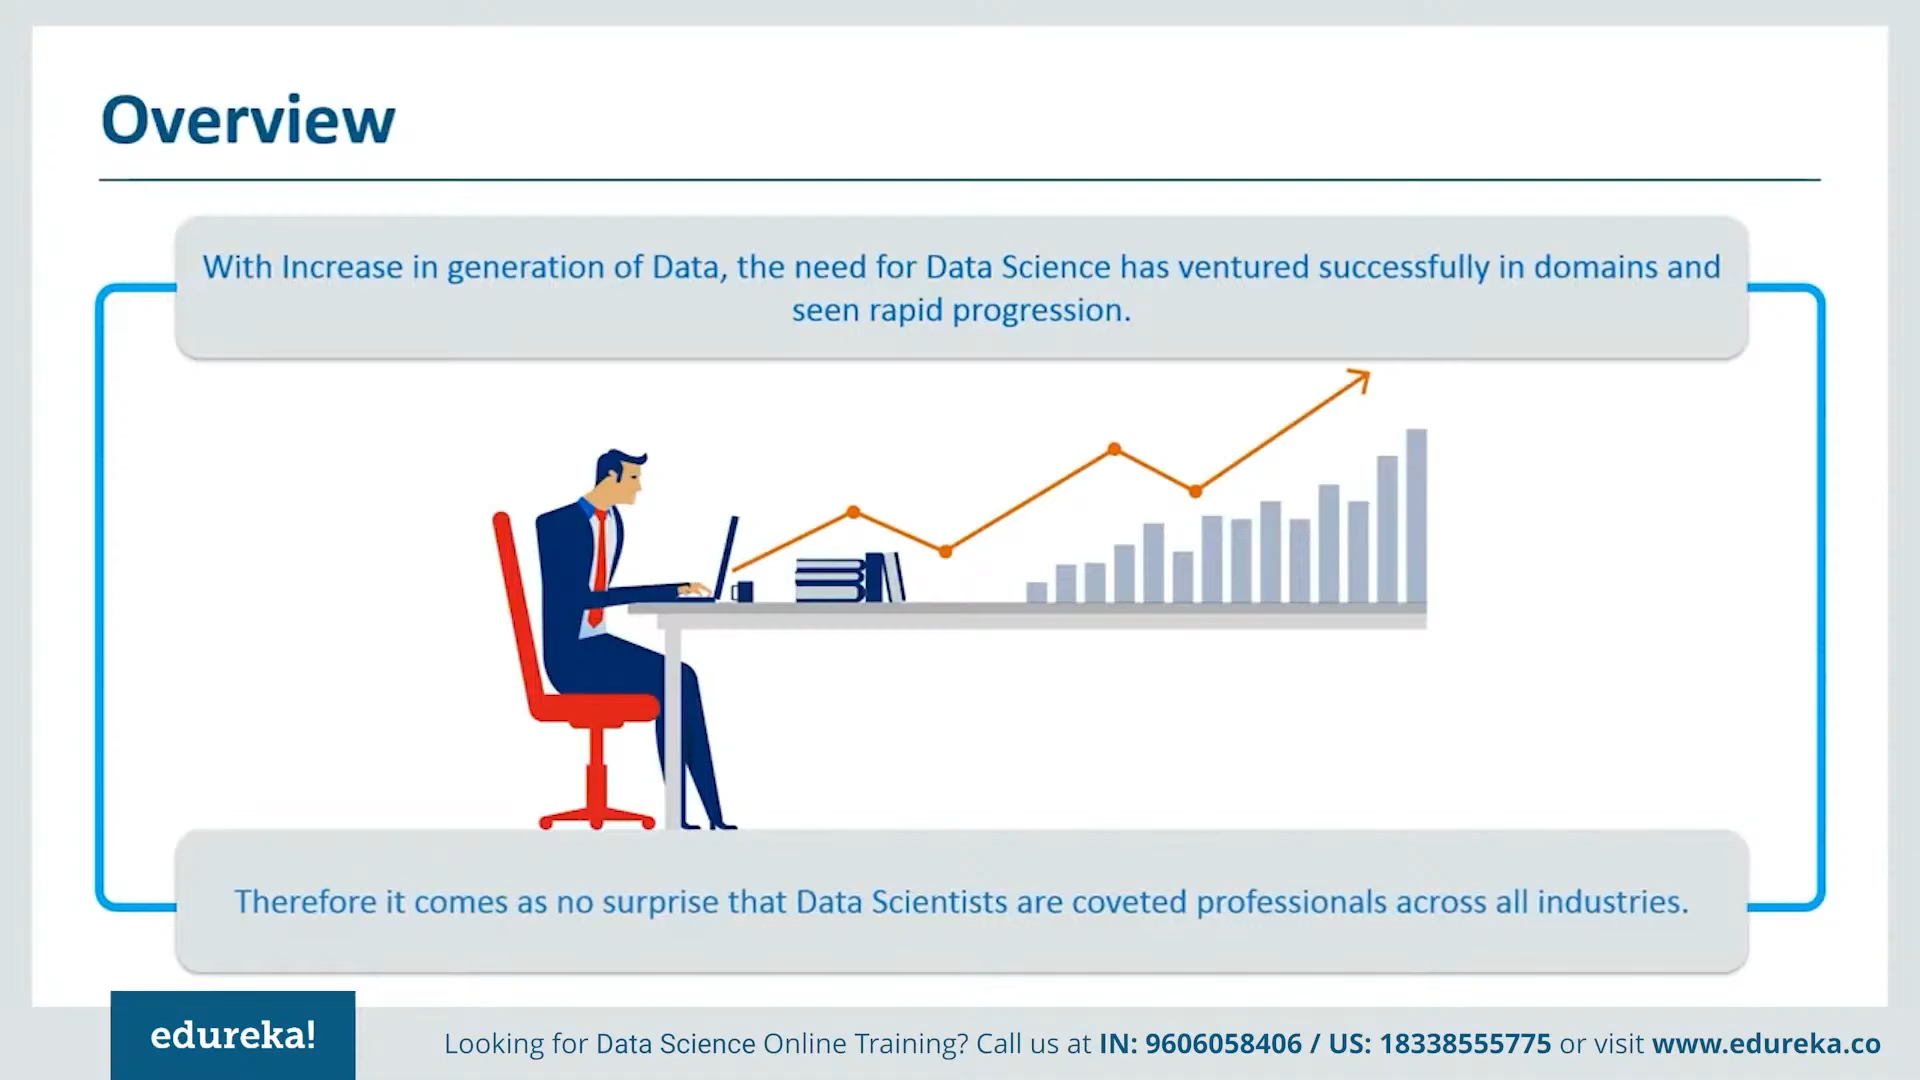 Overview
With Increase in generation of Data, the need for Data Science has ventured successfully in domains and
seen rapid progression.
Therefore it comes as no surprise that Data Scientists are coveted professionals across all industries.
edureka!
Looking for Data Science Online Training? Call us at IN: 9606058406 / US: 18338555775 or visit www.edureka.co